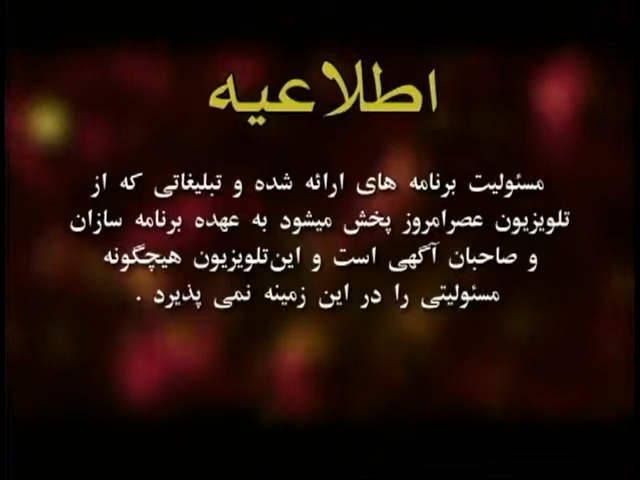 اطلاعیه
مسئولیت برنامه های ارائه شده و تبلیغاتی که از
تلویزیون عصرامروز پخش میشود به عهده برنامه سازان
و صاحبان آگهی است و این‌تلویزیون هیچگونه
مسئولیتی را در این زمینه نمی پذیرد .